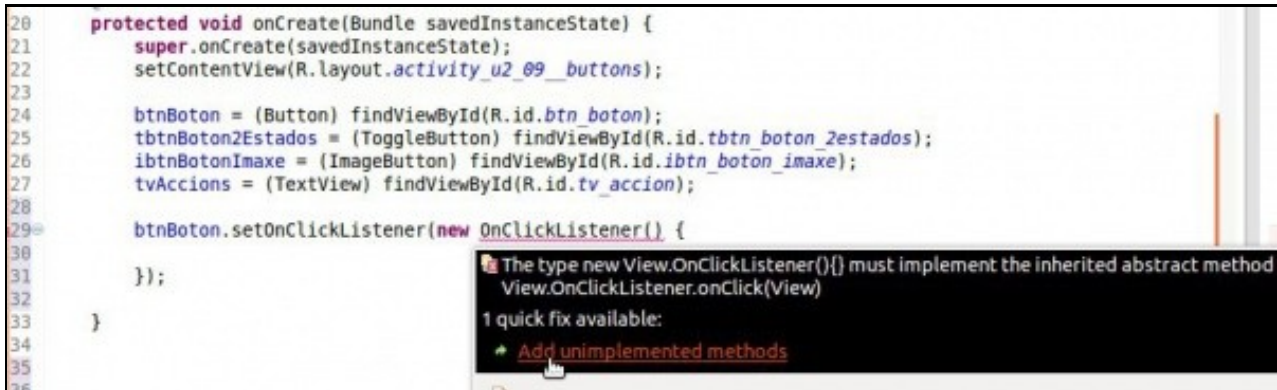 20 protected void onCreate(Bundle savedInstanceState) {
21 super.onCreate(savedInstanceState);
22 setContentView(R.layout.activity_u2_09__buttons);
23
24 btnBoton = (Button) findViewById(R.id.btn_boton);
25 tbtnBoton2Estados = (ToggleButton) findViewById(R.id.tbtn_boton_2estados);
26 ibtnBotonImaxe = (ImageButton) findViewById(R.id.ibtn_boton_imaxe);
27 tvAccions = (TextView) findViewById(R.id.tv_accion);
28
29 btnBoton.setOnClickListener(new OnClickListener() {
30
The type new View.OnClickListener(){} must implement the inherited abstract method
31 });
View.OnClickListener.onClick(View)
32
1 quick fix available:
33 }
34
Add unimplemented methods
35